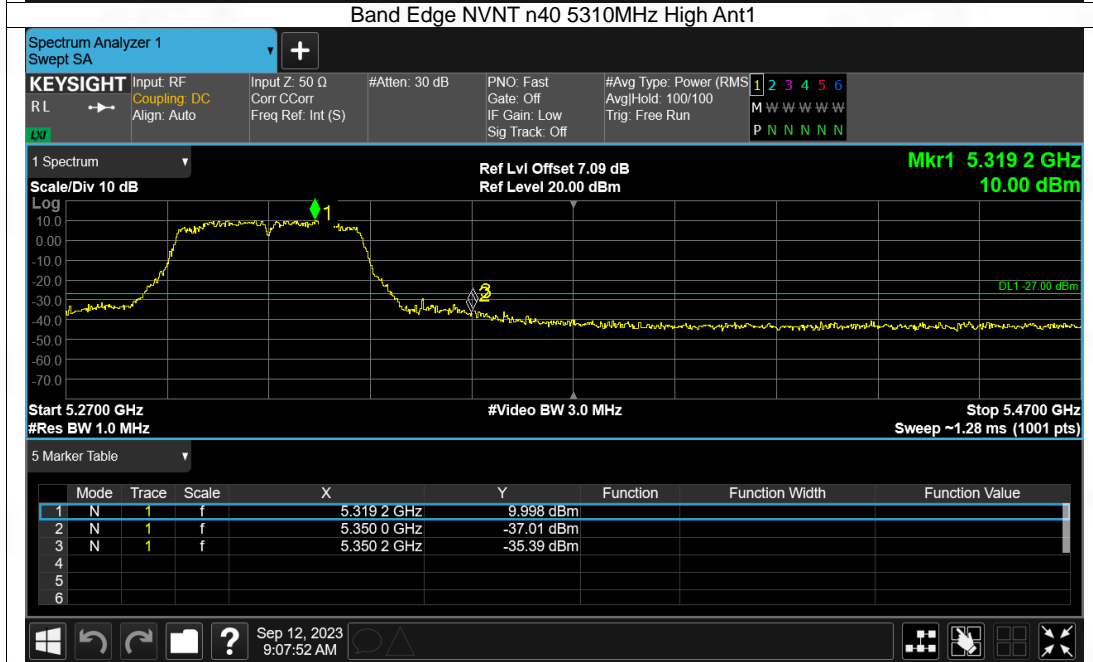 Band Edge NVNT n40 5310MHz High Ant1
Spectrum Analyzer 1
Swept SA
+
KEYSIGHT
R L
LXI
Input: RF
Coupling: DC
Align: Auto
Input Z: 50 Ω
Corr CCorr
Freq Ref: Int (S)
#Atten: 30 dB
PNO: Fast
Gate: Off
IF Gain: Low
Sig Track: Off
#Avg Type: Power (RMS
Avg|Hold: 100/100
Trig: Free Run
1 2 3 4 5 6
M W W W W W
P N N N N N
1 Spectrum
Scale/Div 10 dB
Log
Ref Lvl Offset 7.09 dB
Ref Level 20.00 dBm
Mkr1 5.319 2 GHz
10.00 dBm
10.0
0.00
-10.0
-20.0
-30.0
-40.0
-50.0
-60.0
-70.0
1
2
3
DL1 -27.00 dBm
Start 5.2700 GHz
#Video BW 3.0 MHz
Stop 5.4700 GHz
#Res BW 1.0 MHz
Sweep ~1.28 ms (1001 pts)
5 Marker Table
Mode Trace Scale X Y Function Function Width Function Value
1 N 1 f 5.319 2 GHz 9.998 dBm
2 N 1 f 5.350 0 GHz -37.01 dBm
3 N 1 f 5.350 2 GHz -35.39 dBm
4
5
6
?
Sep 12, 2023
9:07:52 AM